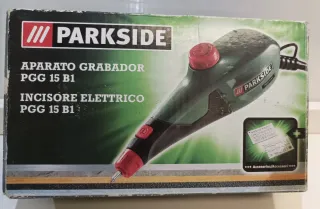 PARKSIDE
APARATO GRABADOR
PGG 15 B1
INCISORE ELETTRICO
PGG 15 B1
PARKSIDE